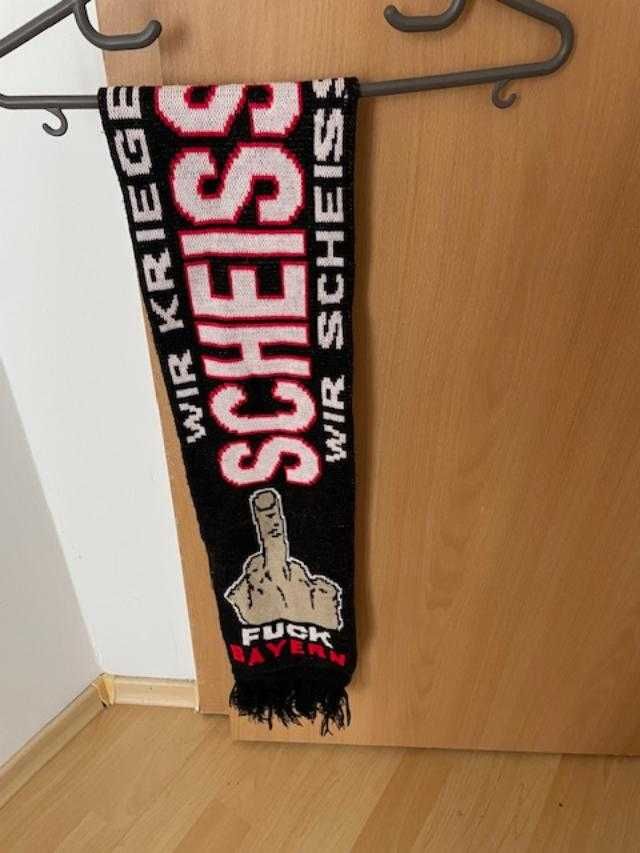 WIR KRIEGE
SCHEISS
WIR SCHEISS
FUCK
BAYERN